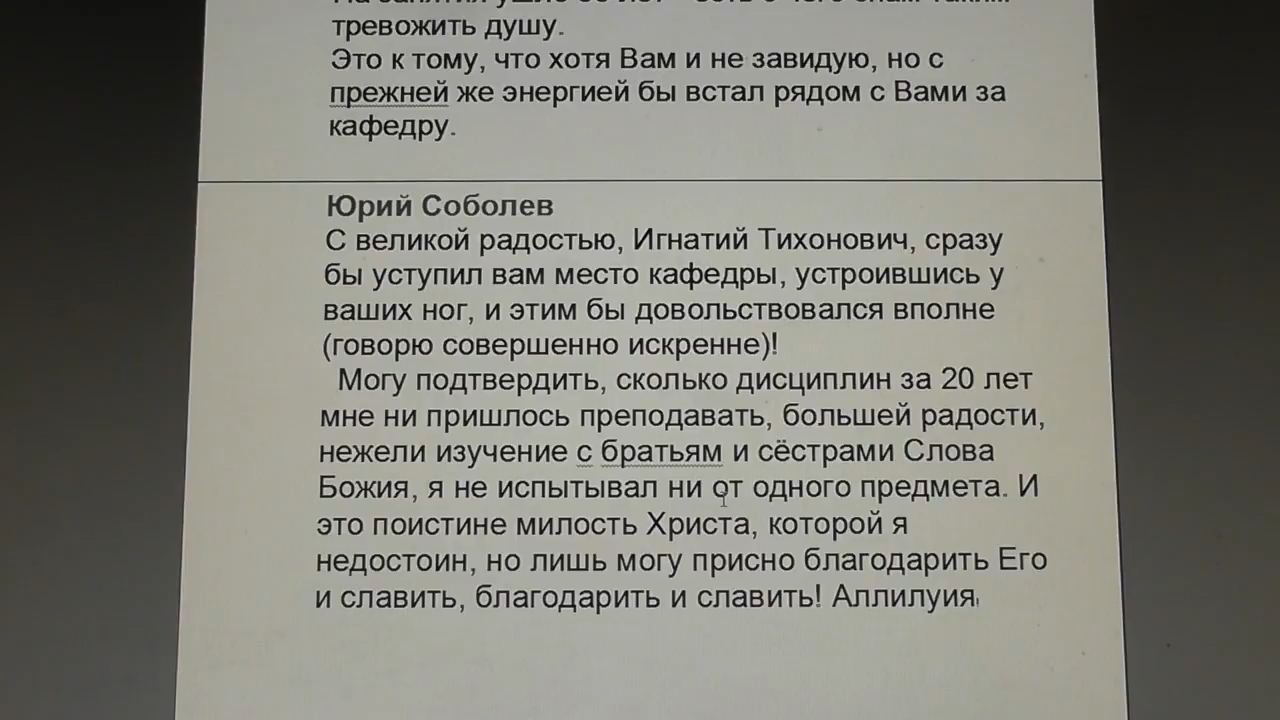 тревожить душу.
Это к тому, что хотя Вам и не завидую, но с
прежней же энергией бы встал рядом с Вами за
кафедру.
Юрий Соболев
С великой радостью, Игнатий Тихонович, сразу
бы уступил вам место кафедры, устроившись у
ваших ног, и этим бы довольствовался вполне
(говорю совершенно искренне)!
Могу подтвердить, сколько дисциплин за 20 лет
мне ни пришлось преподавать, большей радости,
нежели изучение с братьям и сёстрами Слова
Божия, я не испытывал ни от одного предмета. И
это поистине милость Христа, которой я
недостоин, но лишь могу присно благодарить Его
и славить, благодарить и славить! Аллилуия